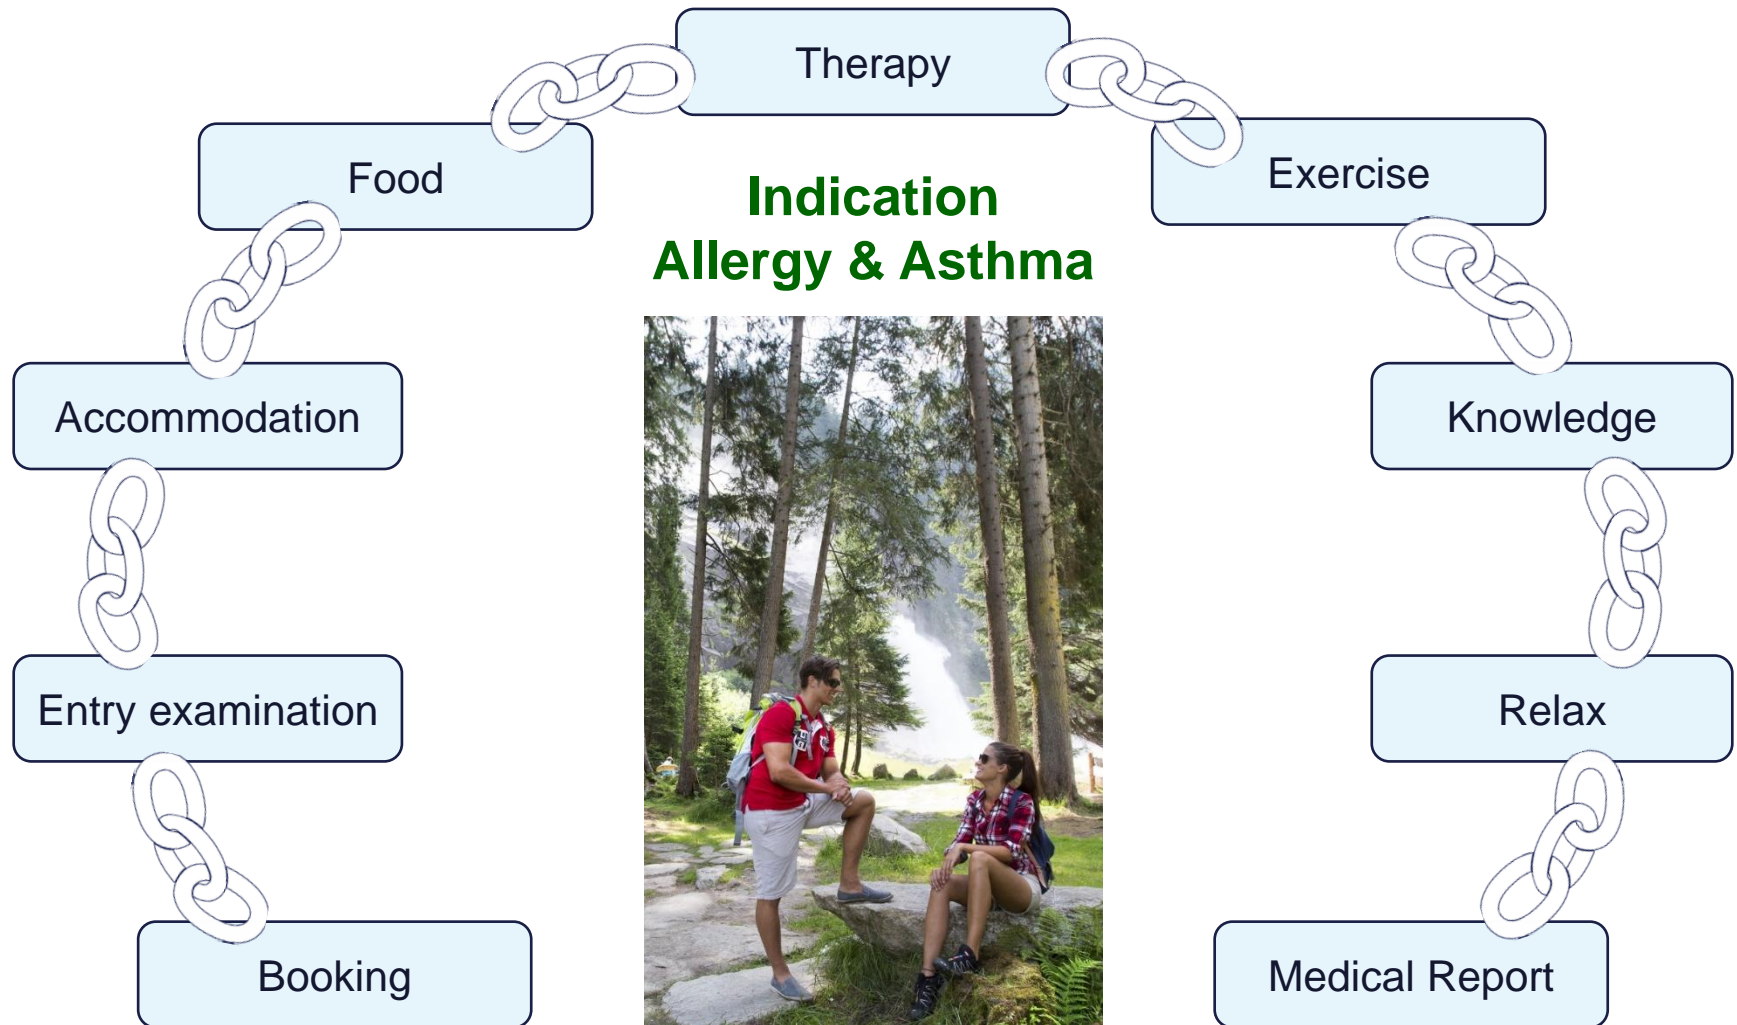 Therapy
Food
Exercise
Indication
Allergy & Asthma
Accommodation
Knowledge
Entry examination
Relax
Booking
Medical Report